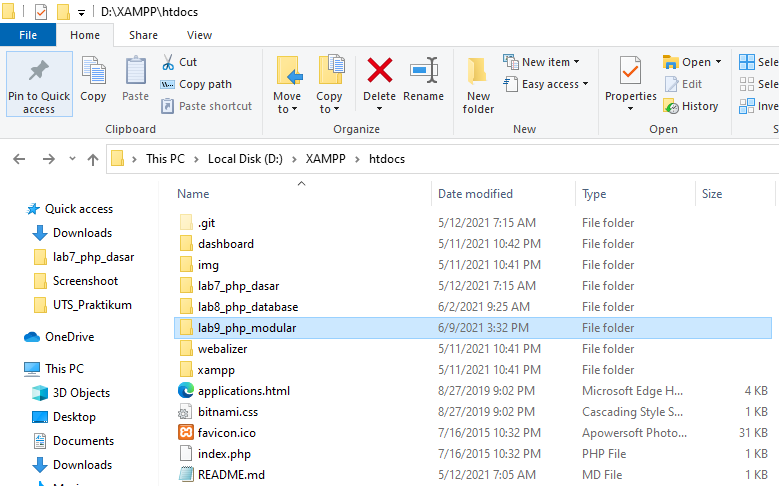 D:\XAMPP\htdocs
File Home Share View
Pin to Quick access
Copy
Paste
Cut
Copy path
Paste shortcut
Clipboard
Move to
Copy to
Delete
Rename
Organize
New folder
New item
Easy access
New
Properties
Open
Edit
History
Open
Sele
Sele
Inve
S
This PC > Local Disk (D:) > XAMPP > htdocs
Quick access
Downloads
lab7_php_dasar
Screenshoot
UTS_Praktikum
OneDrive
This PC
3D Objects
Desktop
Documents
Downloads
Name Date modified Type Size
.git 5/12/2021 7:15 AM File folder
dashboard 5/11/2021 10:42 PM File folder
img 5/11/2021 10:41 PM File folder
lab7_php_dasar 5/12/2021 7:15 AM File folder
lab8_php_database 6/2/2021 9:25 AM File folder
lab9_php_modular 6/9/2021 3:32 PM File folder
webalizer 5/11/2021 10:41 PM File folder
xampp 5/11/2021 10:41 PM File folder
applications.html 8/27/2019 9:02 PM Microsoft Edge H... 4 KB
bitnami.css 8/27/2019 9:02 PM Cascading Style S... 1 KB
favicon.ico 7/16/2015 10:32 PM Apowersoft Photo... 31 KB
index.php 7/16/2015 10:32 PM PHP File 1 KB
README.md 5/12/2021 7:05 AM MD File 1 KB